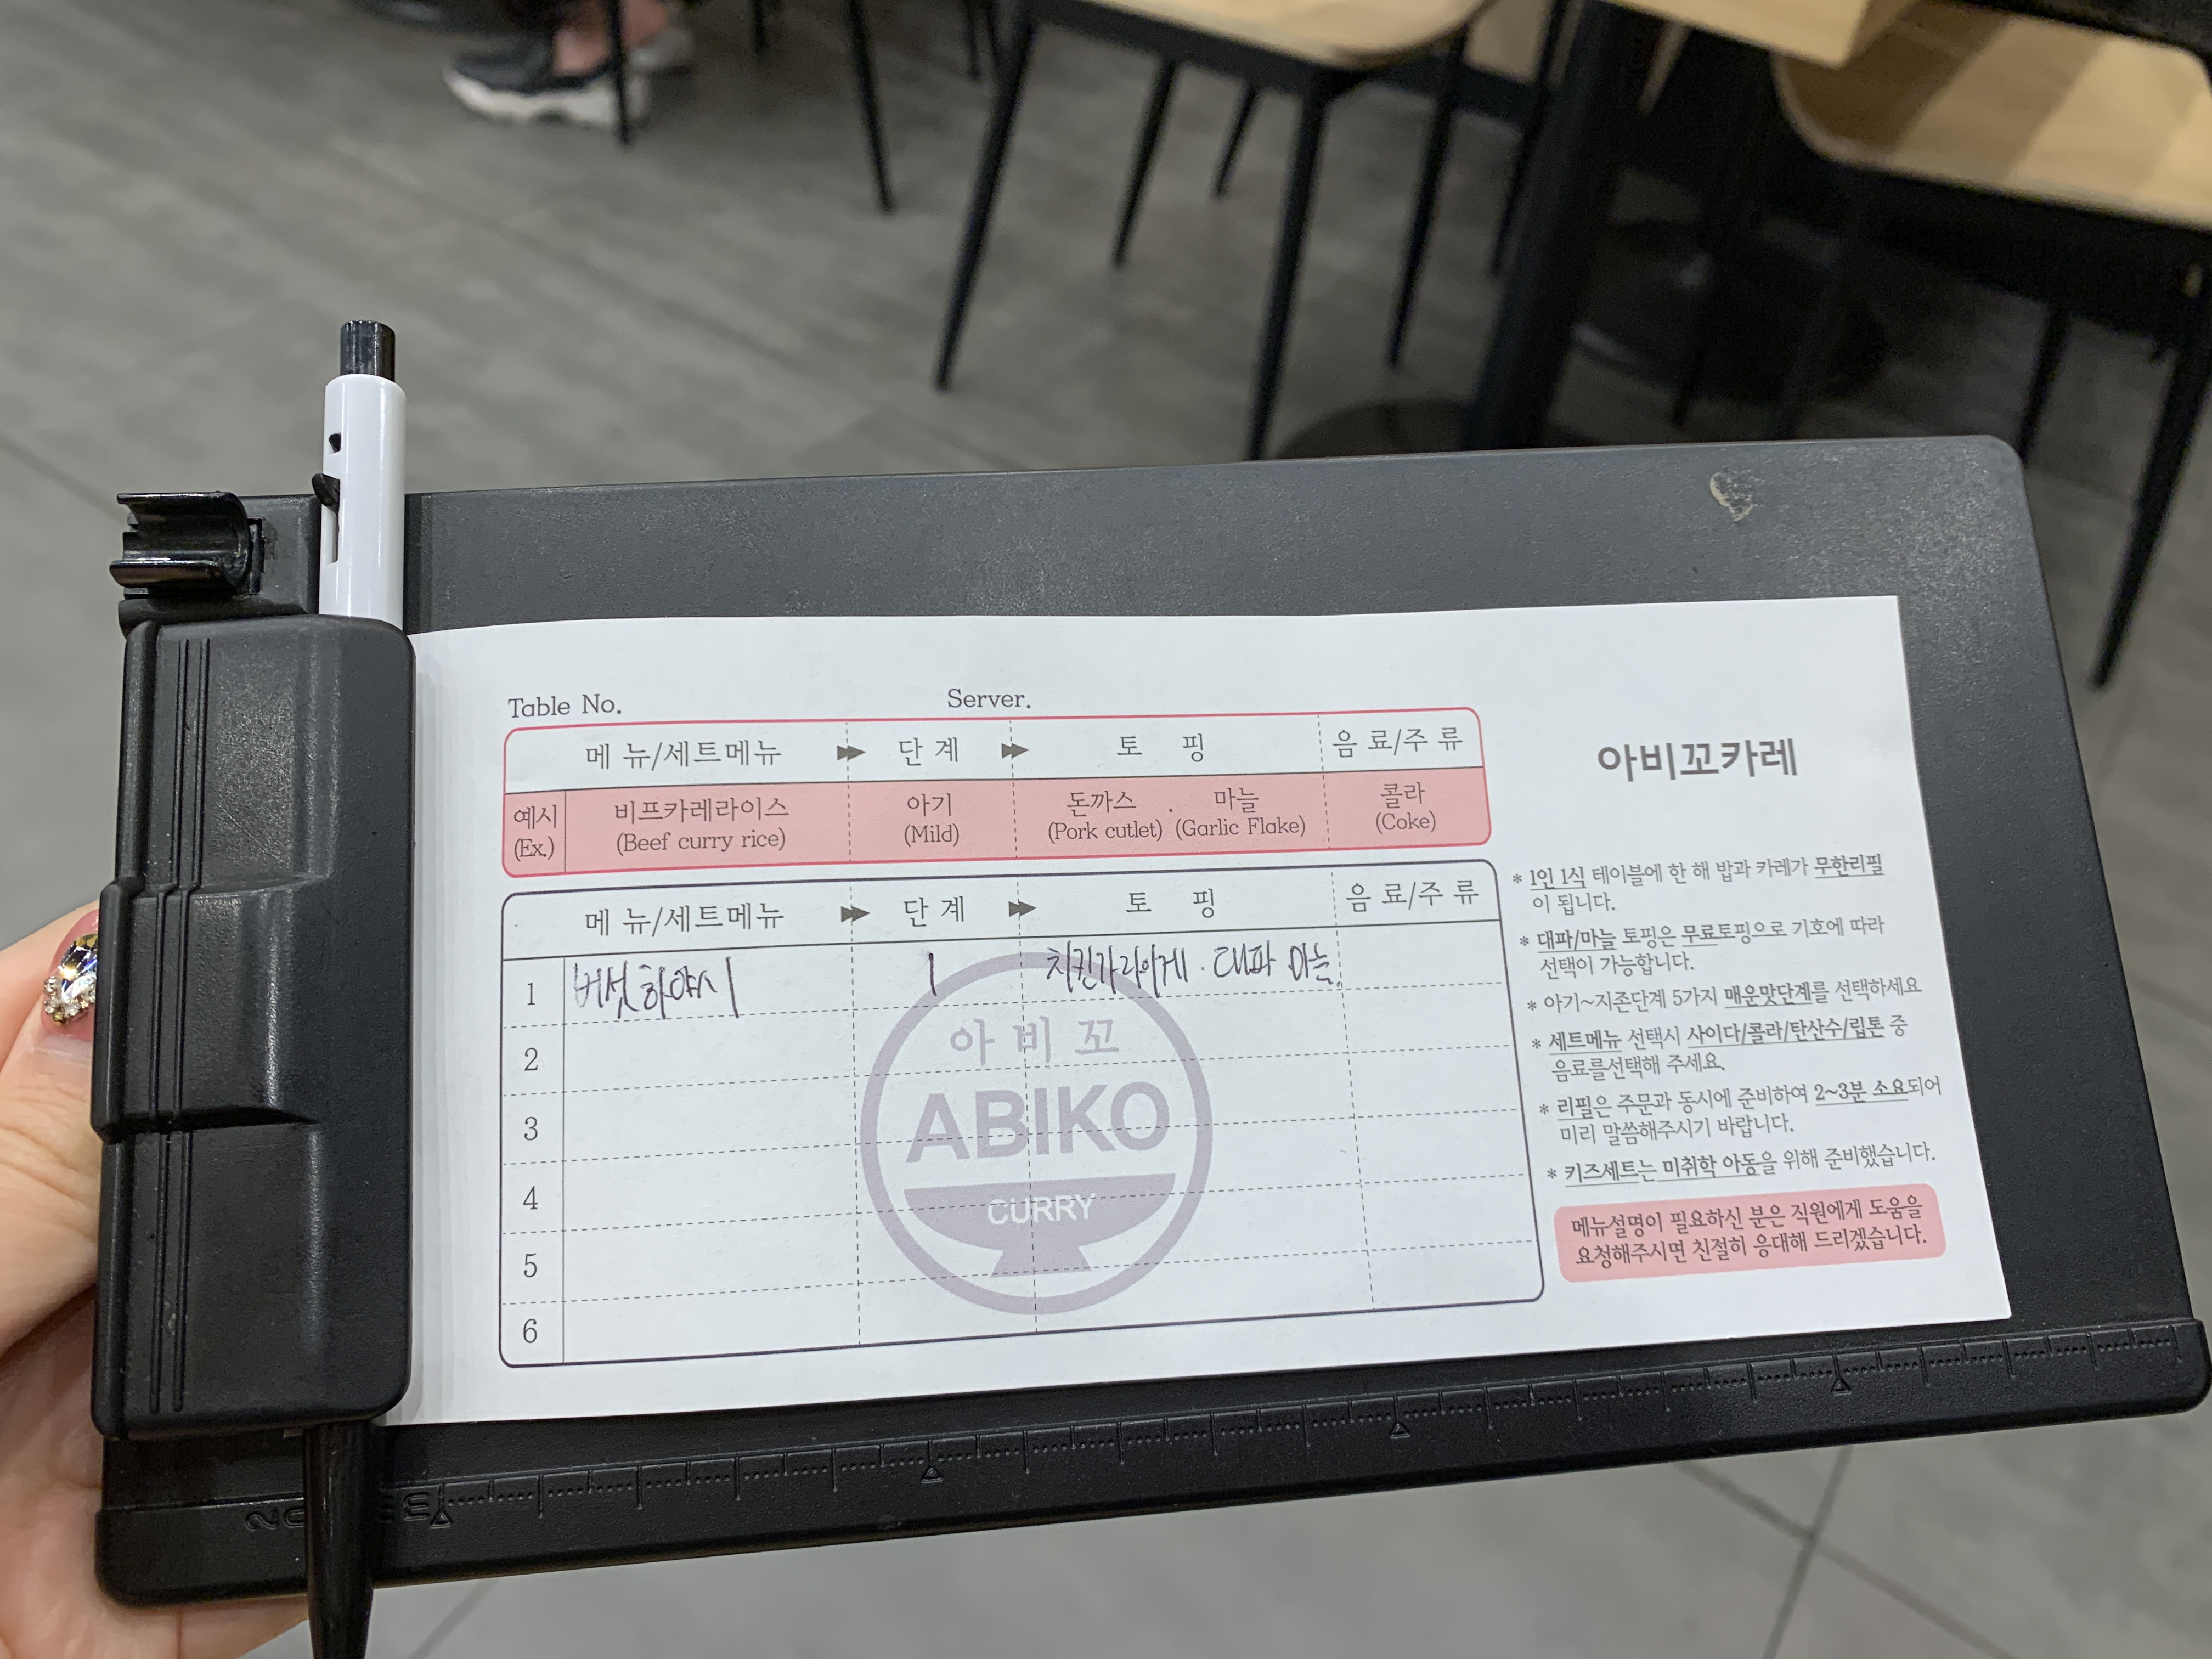 Table No. Server.
메 뉴/세트메뉴 단 계 토 핑 음 료/주 류
예시 비프카레라이스 아기 돈까스 . 마늘 콜라
(Ex.) (Beef curry rice) (Mild) (Pork cutlet) (Garlic Flake) (Coke)
메 뉴/세트메뉴 단 계 토 핑 음 료/주 류
1 버섯하야시 1 치킨가라아게 · 대파 마늘
2
3
4
5
6
아비꼬
ABIKO
CURRY
아비꼬카레
* 1인 1식 테이블에 한 해 밥과 카레가 무한리필
이 됩니다.
* 대파/마늘 토핑은 무료토핑으로 기호에 따라
선택이 가능합니다.
* 아기~지존단계 5가지 매운맛단계를 선택하세요
* 세트메뉴 선택시 사이다/콜라/탄산수/립톤 중
음료를선택해 주세요.
* 리필은 주문과 동시에 준비하여 2~3분 소요되어
미리 말씀해주시기 바랍니다.
* 키즈세트는 미취학 아동을 위해 준비했습니다.
메뉴설명이 필요하신 분은 직원에게 도움을
요청해주시면 친절히 응대해 드리겠습니다.